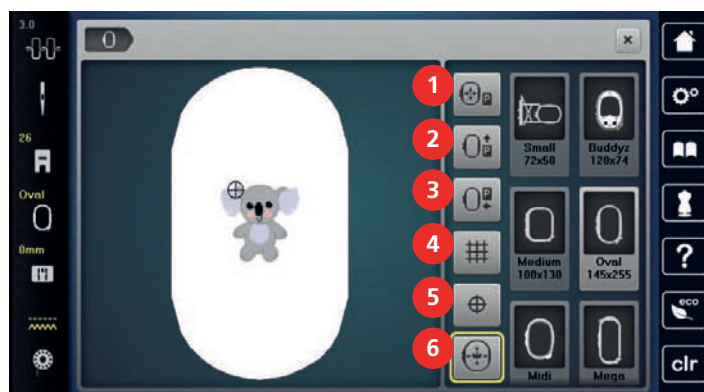 3.0
26
Oval
0mm
1
2
3
4
5
6
P
P
P
Small
72x50
Buddyz
120x74
Medium
100x130
Oval
145x255
Midi
Mega
?
eco
clr